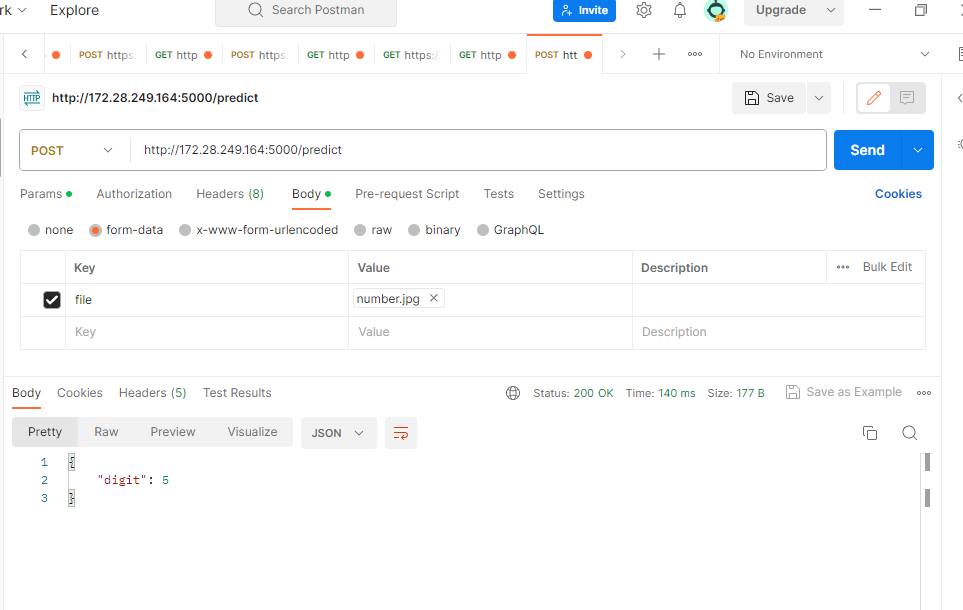 rk Explore Search Postman Invite Upgrade
POST https: GET http POST https: GET http GET https:/ GET http POST htt No Environment
HTTP http://172.28.249.164:5000/predict Save
POST http://172.28.249.164:5000/predict Send
Params Authorization Headers (8) Body Pre-request Script Tests Settings Cookies
none form-data x-www-form-urlencoded raw binary GraphQL
Key Value Description Bulk Edit
file number.jpg
Key Value Description
Body Cookies Headers (5) Test Results Status: 200 OK Time: 140 ms Size: 177 B Save as Example
Pretty Raw Preview Visualize JSON
1 {
2 "digit": 5
3 }